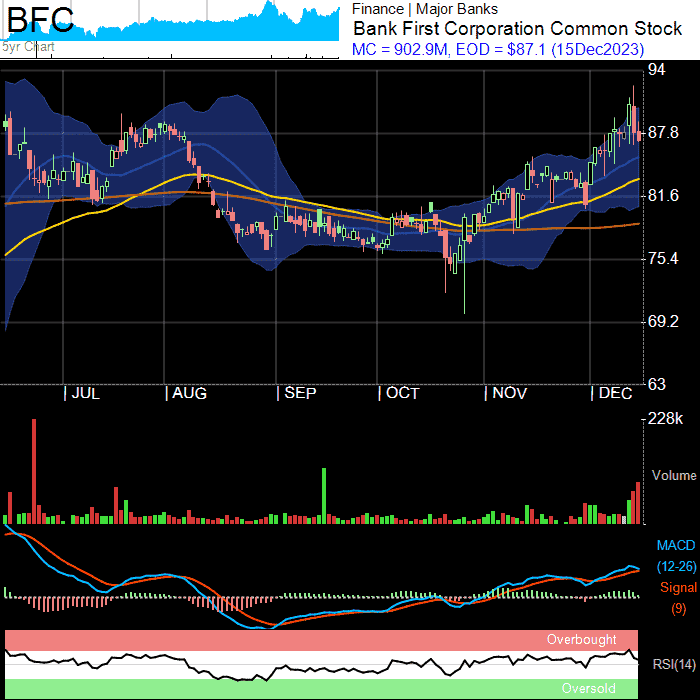 BFC
5yr Chart
Finance | Major Banks
Bank First Corporation Common Stock
MC = 902.9M, EOD = $87.1 (15Dec2023)
94
87.8
81.6
75.4
69.2
63
| JUL | AUG | SEP | OCT | NOV | DEC
228k
Volume
MACD
(12-26)
Signal
(9)
Overbought
RSI(14)
Oversold